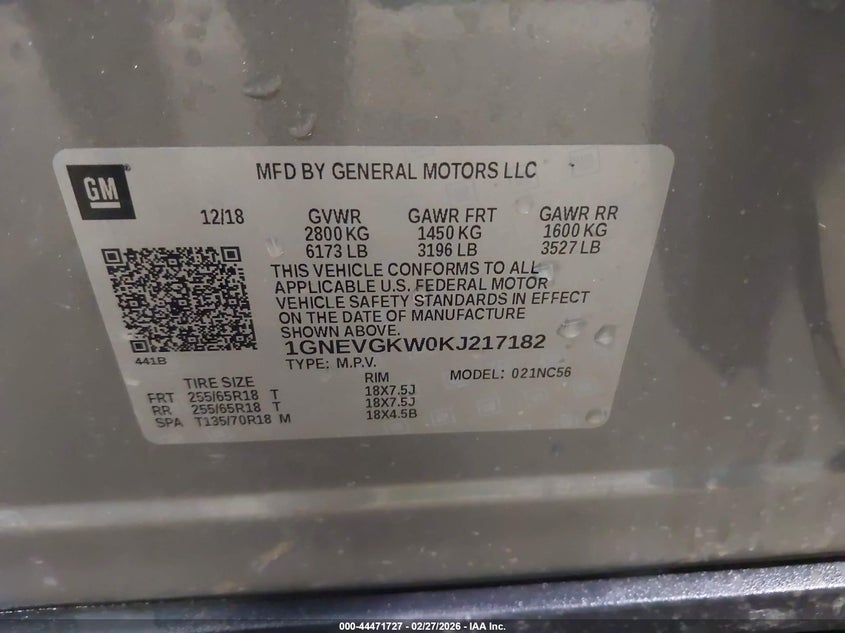 GM
MFD BY GENERAL MOTORS LLC
12/18 GVWR GAWR FRT GAWR RR
2800 KG 1450 KG 1600 KG
6173 LB 3196 LB 3527 LB
THIS VEHICLE CONFORMS TO ALL
APPLICABLE U.S. FEDERAL MOTOR
VEHICLE SAFETY STANDARDS IN EFFECT
ON THE DATE OF MANUFACTURE
SHOWN ABOVE.
1GNEVGKW0KJ217182
441B
TYPE: M.P.V. MODEL: 021NC56
TIRE SIZE RIM
FRT 255/65R18 T 18X7.5J
RR 255/65R18 T 18X7.5J
SPA T135/70R18 M 18X4.5B
000-44471727 - 02/27/2026 - IAA Inc.